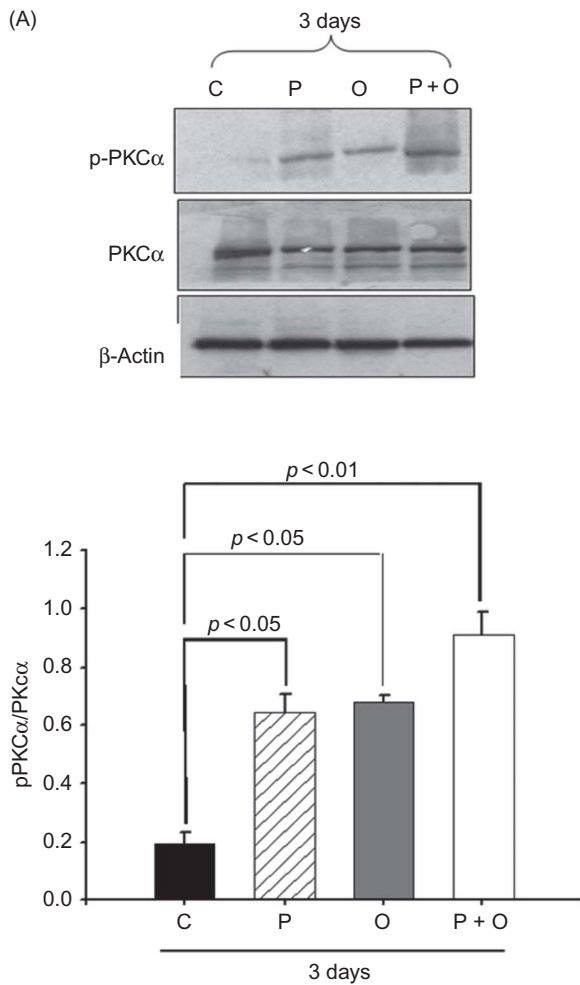 (A)
3 days
C P O P + O
p-PKCα
PKCα
β-Actin
p < 0.01
p < 0.05
p < 0.05
1.2
1.0
0.8
0.6
0.4
0.2
0.0
pPKCα/PKcα
C P O P + O
3 days